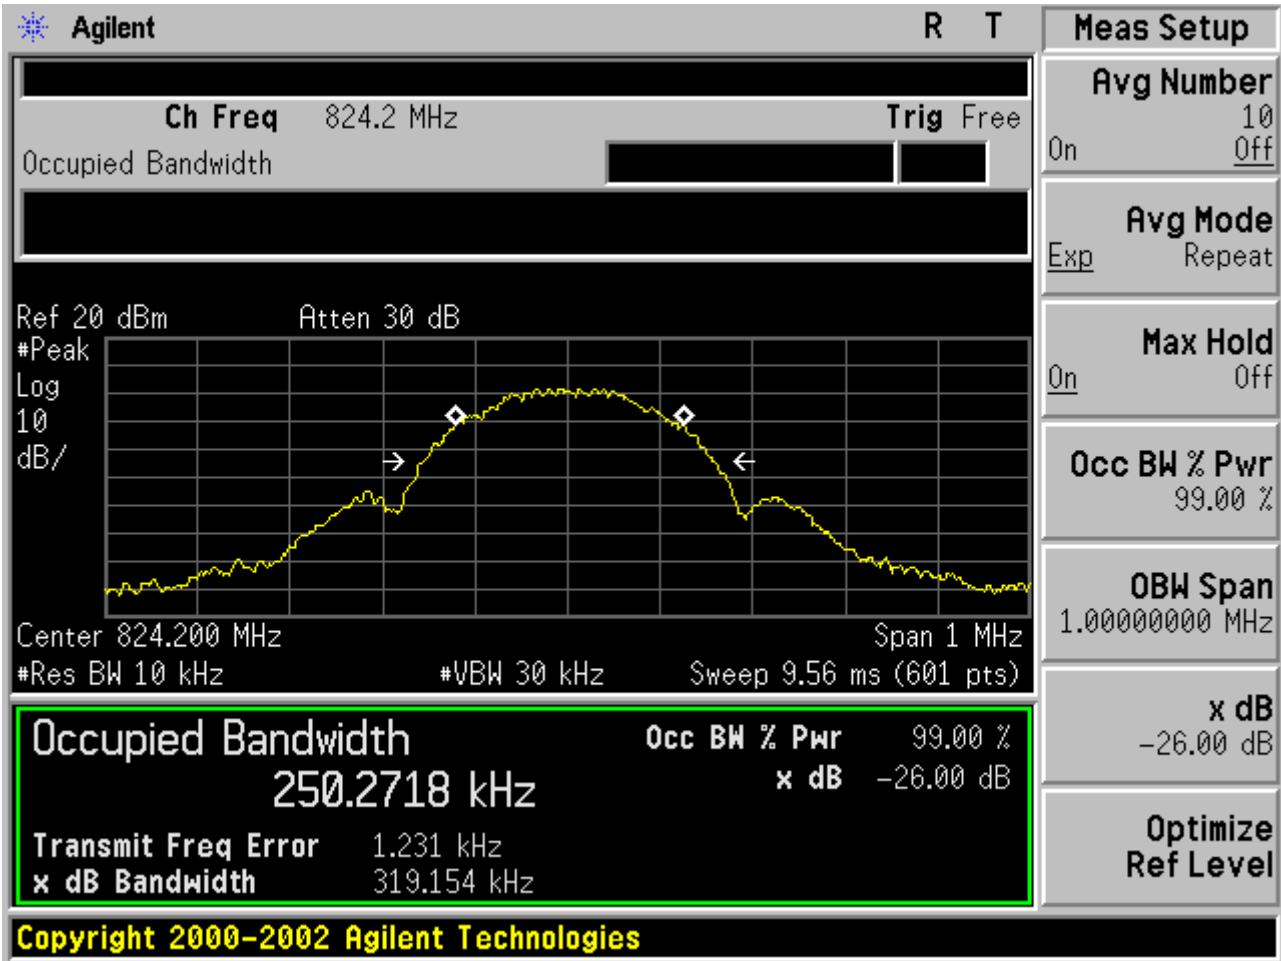 Agilent R T
Meas Setup
Ch Freq 824.2 MHz Trig Free
Occupied Bandwidth
Ref 20 dBm Atten 30 dB
#Peak
Log
10
dB/
Center 824.200 MHz Span 1 MHz
#Res BW 10 kHz #VBW 30 kHz Sweep 9.56 ms (601 pts)
Occupied Bandwidth
250.2718 kHz
Occ BW % Pwr 99.00 %
x dB -26.00 dB
Transmit Freq Error 1.231 kHz
x dB Bandwidth 319.154 kHz
Avg Number
10
On Off
Avg Mode
Exp Repeat
Max Hold
On Off
Occ BW % Pwr
99.00 %
OBW Span
1.00000000 MHz
x dB
-26.00 dB
Optimize
Ref Level
Copyright 2000-2002 Agilent Technologies